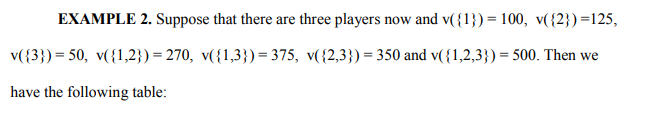 EXAMPLE 2. Suppose that there are three players now and v({1}) = 100, v({2}) =125,
v({3}) = 50, v({1,2}) = 270, v({1,3}) = 375, v({2,3}) = 350 and v({1,2,3}) = 500. Then we
have the following table: